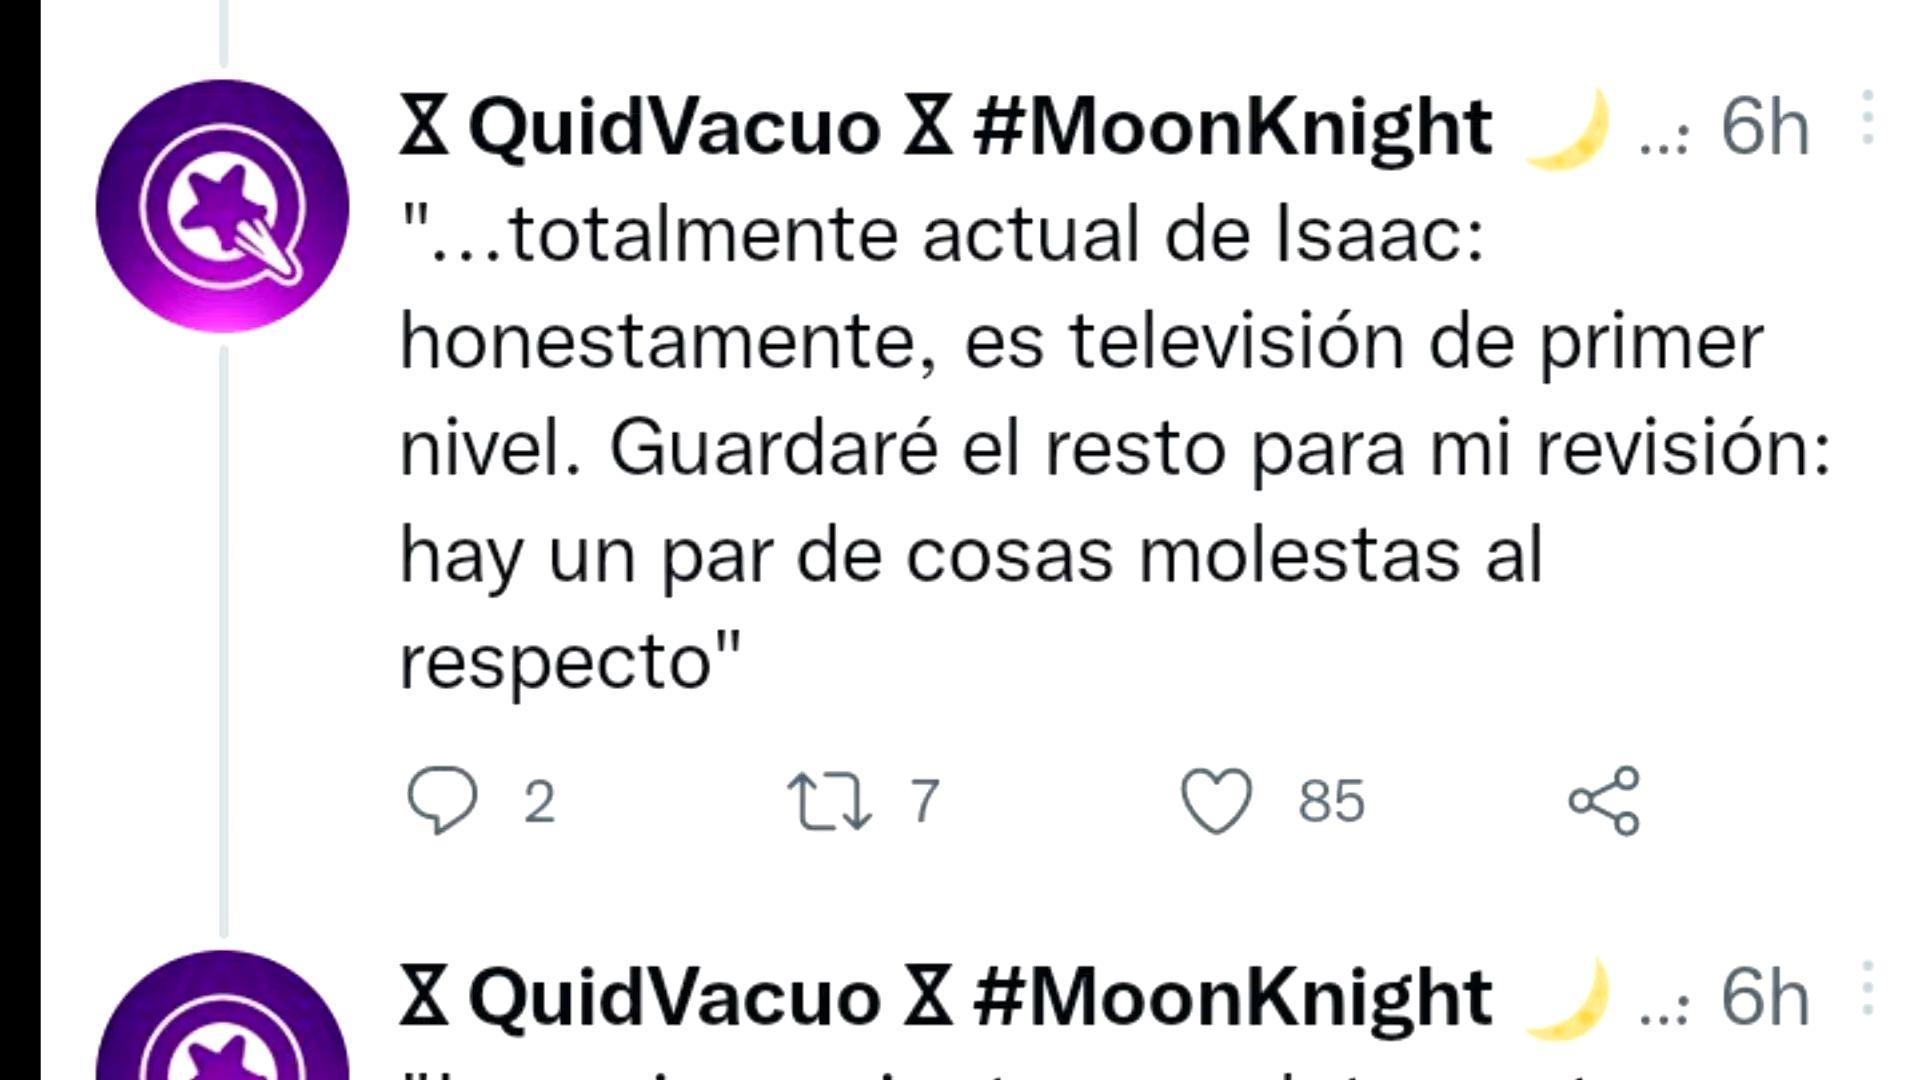 ⧖ QuidVacuo ⧖ #MoonKnight 🌙 ..: 6h
"...totalmente actual de Isaac:
honestamente, es televisión de primer
nivel. Guardaré el resto para mi revisión:
hay un par de cosas molestas al
respecto"
2 7 85
⧖ QuidVacuo ⧖ #MoonKnight 🌙 ..: 6h